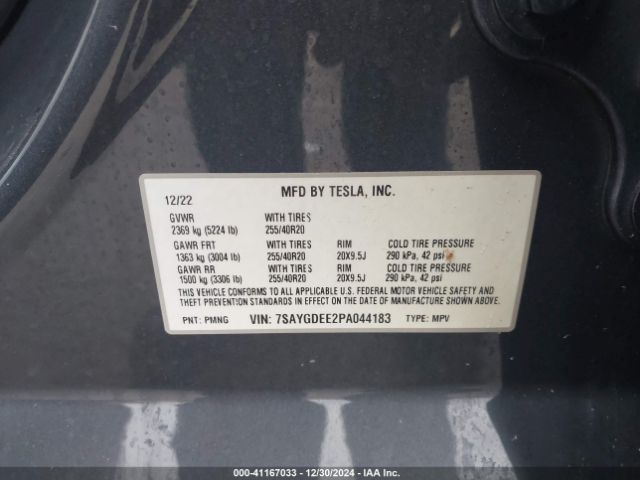 MFD BY TESLA, INC.
12/22
GVWR WITH TIRES
2369 kg (5224 lb) 255/40R20
GAWR FRT WITH TIRES RIM COLD TIRE PRESSURE
1363 kg (3004 lb) 255/40R20 20X9.5J 290 kPa, 42 psi
GAWR RR WITH TIRES RIM COLD TIRE PRESSURE
1500 kg (3306 lb) 255/40R20 20X9.5J 290 kPa, 42 psi
THIS VEHICLE CONFORMS TO ALL APPLICABLE U.S. FEDERAL MOTOR VEHICLE SAFETY AND
THEFT PREVENTION STANDARDS IN EFFECT ON THE DATE OF MANUFACTURE SHOWN ABOVE.
PNT: PMNG VIN: 7SAYGDEE2PA044183 TYPE: MPV
000-41167033 - 12/30/2024 - IAA Inc.